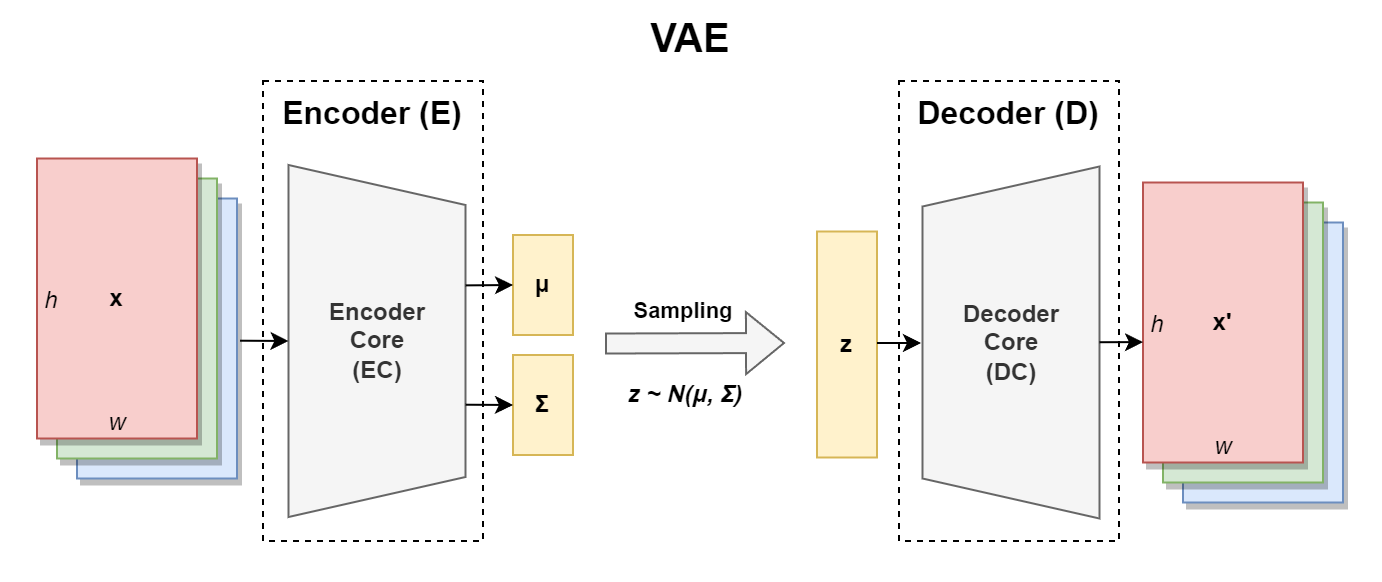 VAE
Encoder (E)
Decoder (D)
h
x
w
Encoder
Core
(EC)
μ
Σ
Sampling
z ~ N(μ, Σ)
z
Decoder
Core
(DC)
h
x'
w